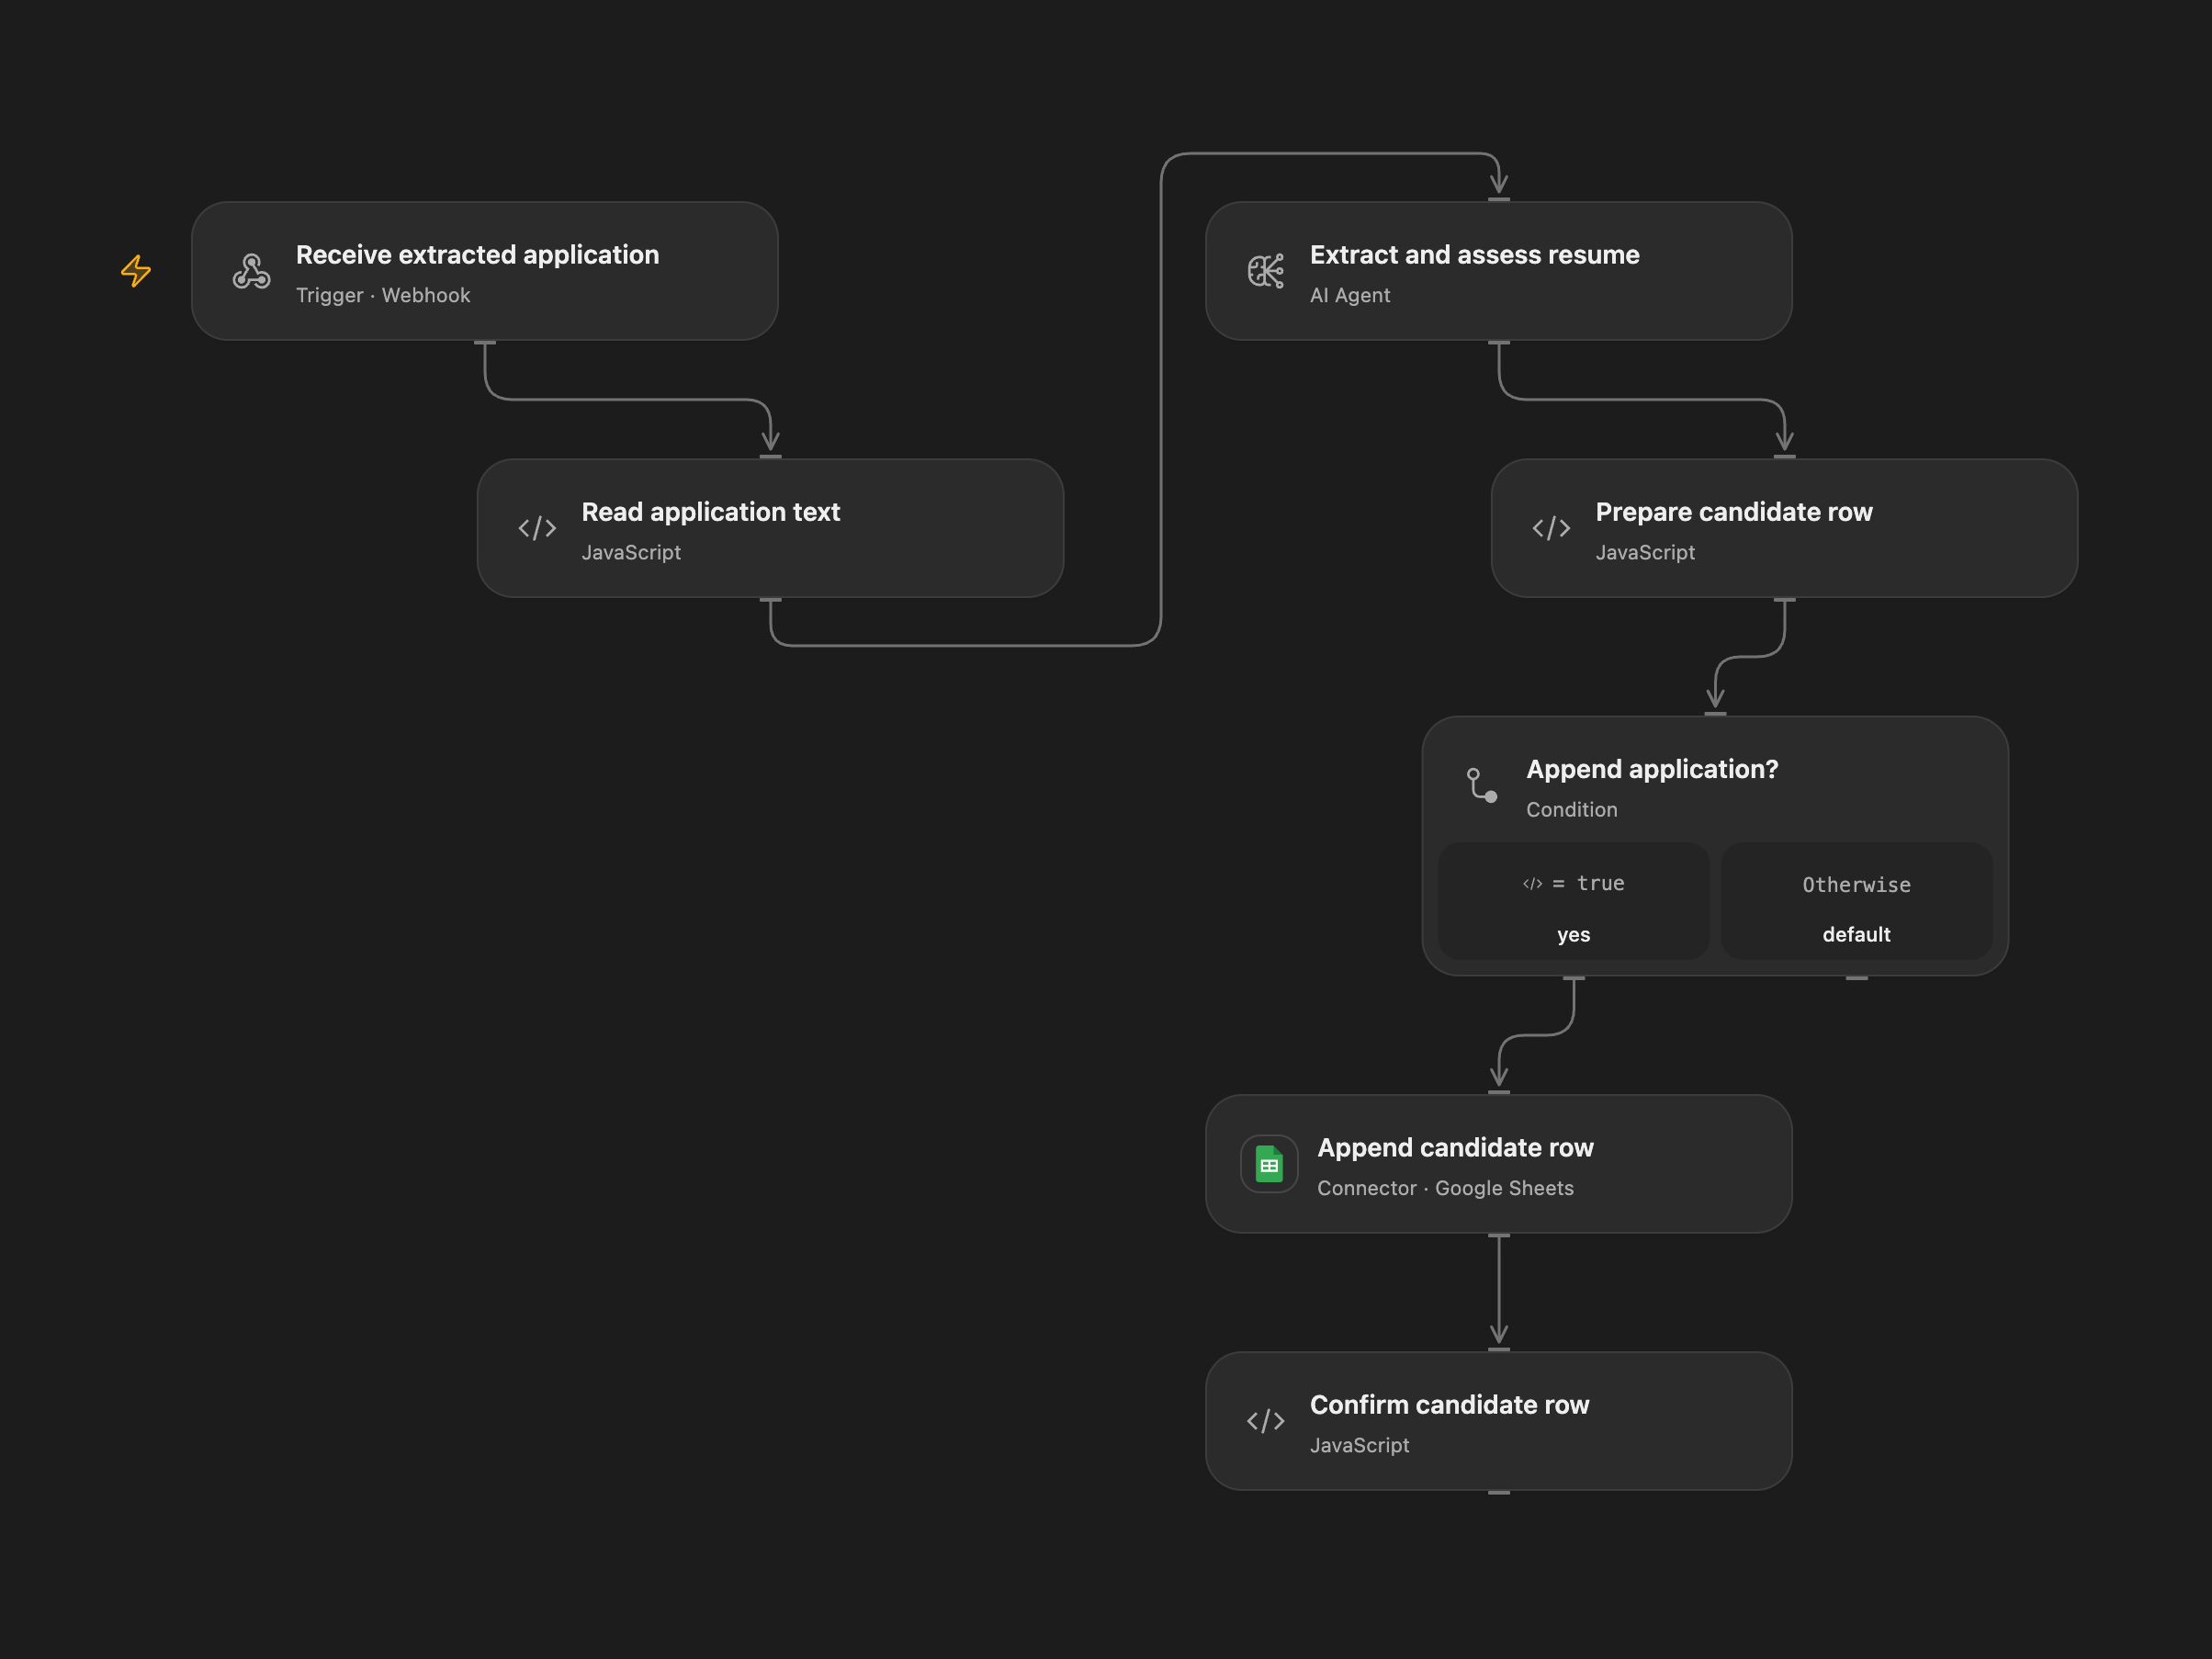 Receive extracted application
Trigger · Webhook
Read application text
JavaScript
Extract and assess resume
AI Agent
Prepare candidate row
JavaScript
Append application?
Condition
</> = true
yes
Otherwise
default
Append candidate row
Connector · Google Sheets
Confirm candidate row
JavaScript